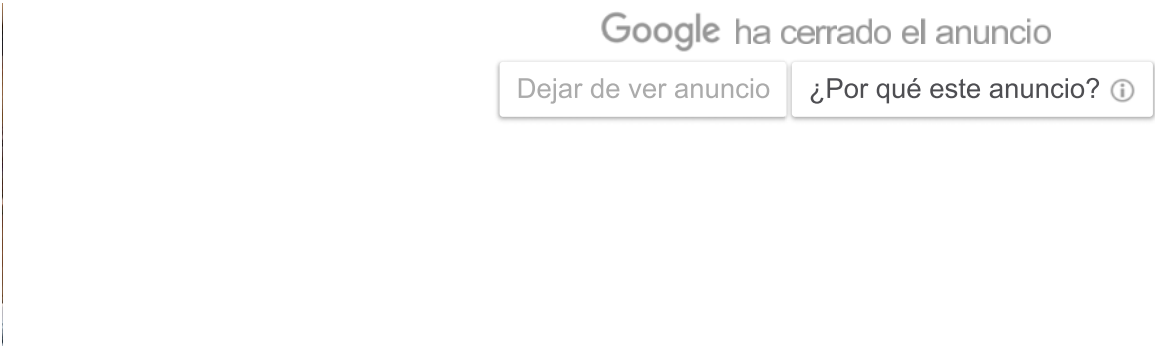 Google ha cerrado el anuncio
Dejar de ver anuncio ¿Por qué este anuncio?